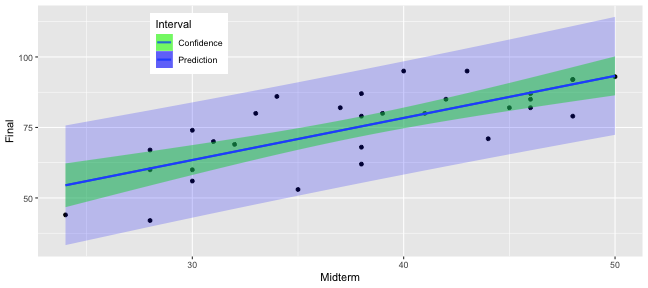 Interval
Confidence
Prediction
100
75
50
Final
30
40
50
Midterm